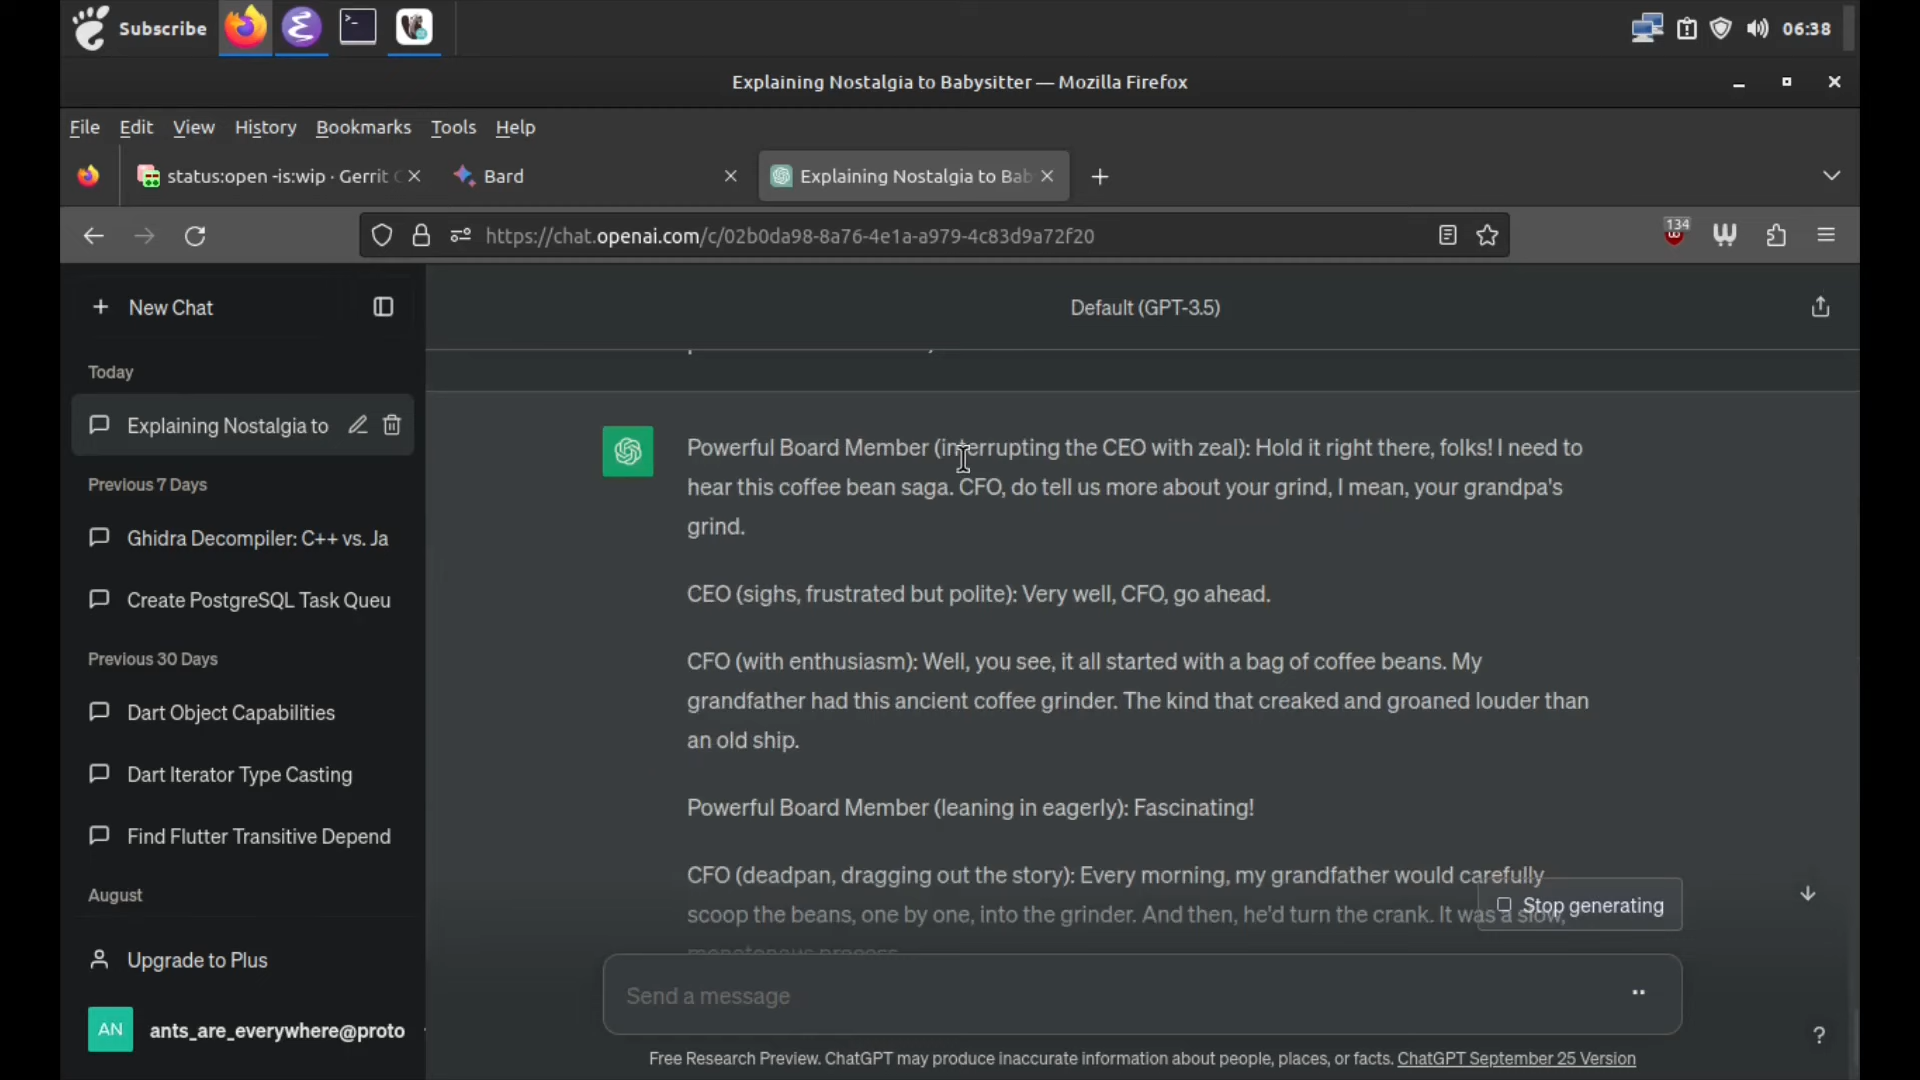 Subscribe
06:38
Explaining Nostalgia to Babysitter — Mozilla Firefox
File Edit View History Bookmarks Tools Help
status:open -is:wip · Gerrit C
Bard
Explaining Nostalgia to Bab
https://chat.openai.com/c/02b0da98-8a76-4e1a-a979-4c83d9a72f20
134
New Chat
Default (GPT-3.5)
Today
Explaining Nostalgia to
Previous 7 Days
Ghidra Decompiler: C++ vs. Ja
Create PostgreSQL Task Queu
Previous 30 Days
Dart Object Capabilities
Dart Iterator Type Casting
Find Flutter Transitive Depend
August
Upgrade to Plus
AN
ants_are_everywhere@proto
Powerful Board Member (interrupting the CEO with zeal): Hold it right there, folks! I need to
hear this coffee bean saga. CFO, do tell us more about your grind, I mean, your grandpa's
grind.
CEO (sighs, frustrated but polite): Very well, CFO, go ahead.
CFO (with enthusiasm): Well, you see, it all started with a bag of coffee beans. My
grandfather had this ancient coffee grinder. The kind that creaked and groaned louder than
an old ship.
Powerful Board Member (leaning in eagerly): Fascinating!
CFO (deadpan, dragging out the story): Every morning, my grandfather would carefully
scoop the beans, one by one, into the grinder. And then, he'd turn the crank. It was a slow,
monotonous process.
Stop generating
Send a message
Free Research Preview. ChatGPT may produce inaccurate information about people, places, or facts. ChatGPT September 25 Version
?